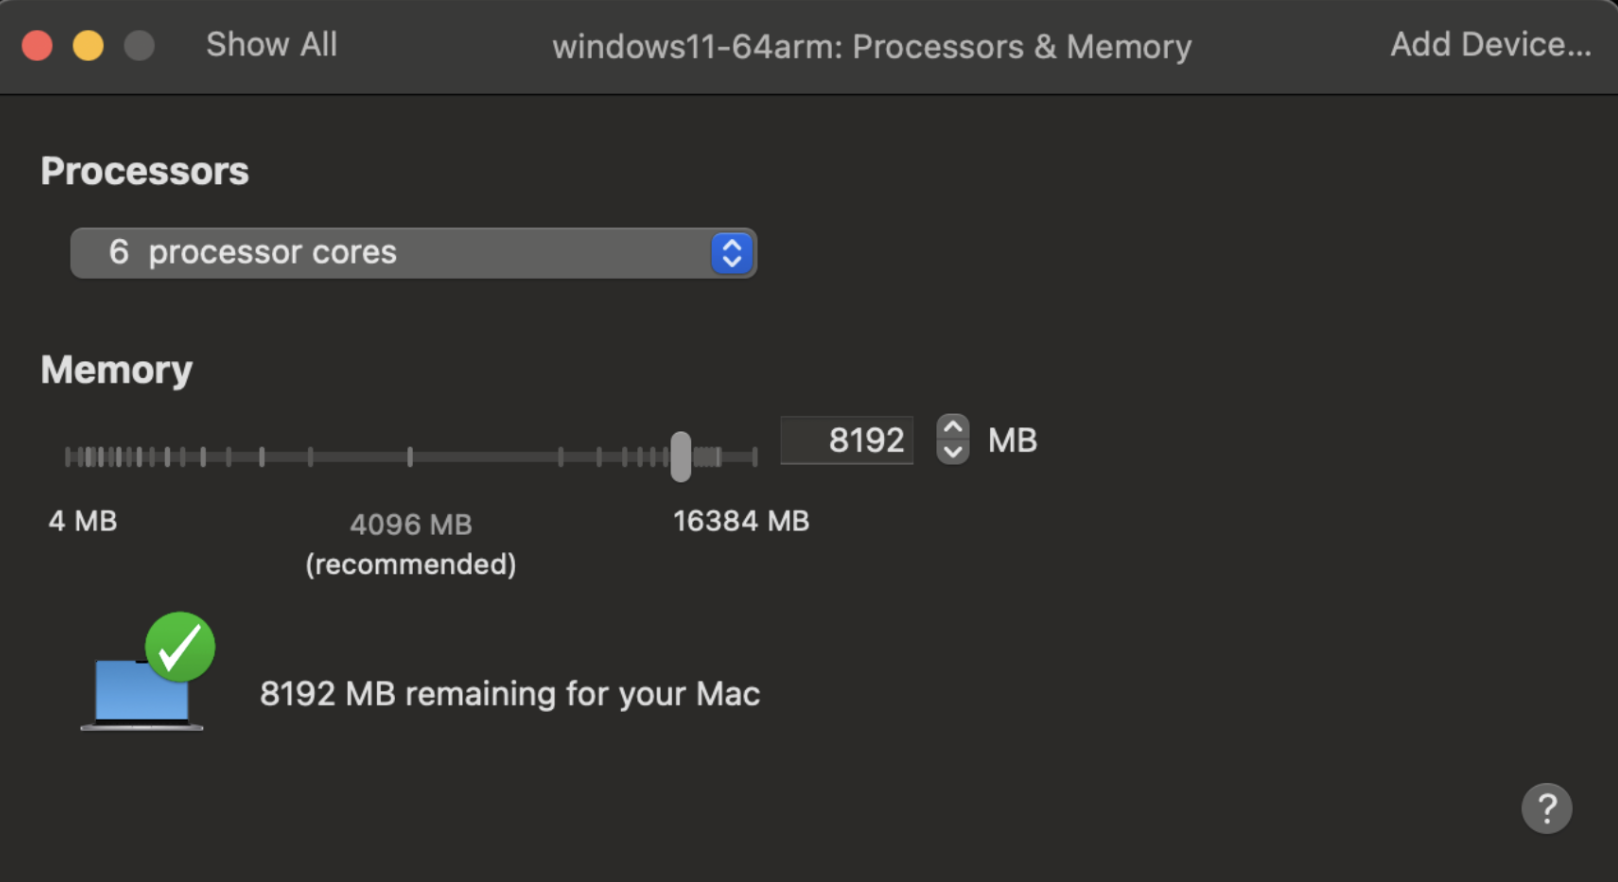 Show All
windows11-64arm: Processors & Memory
Add Device...
Processors
6 processor cores
Memory
8192 MB
4 MB
4096 MB
(recommended)
16384 MB
8192 MB remaining for your Mac
?